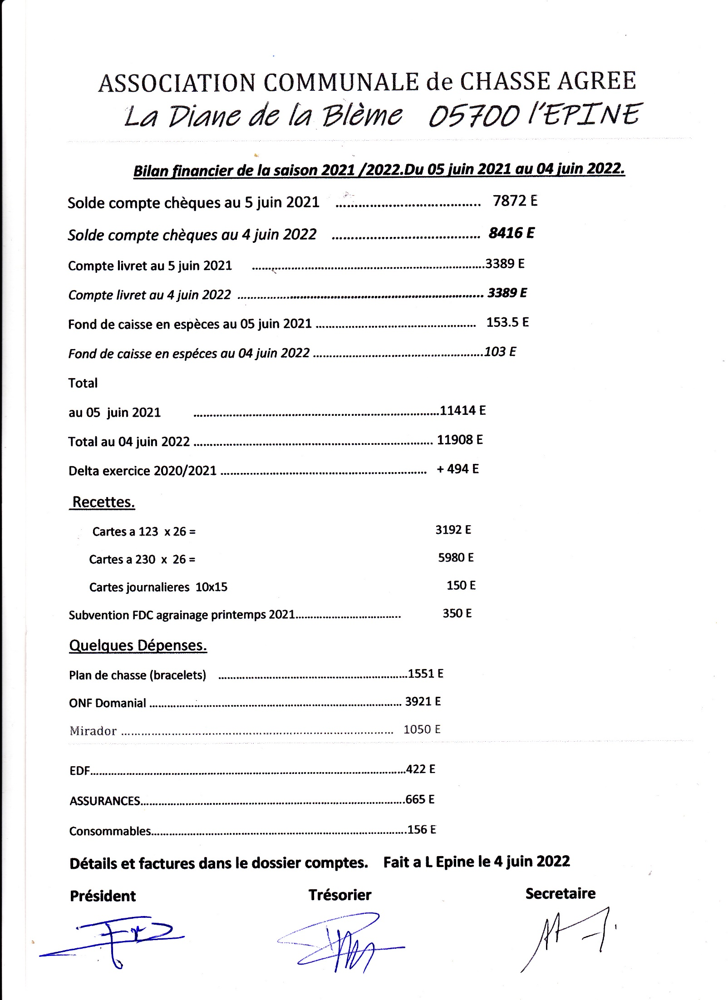 ASSOCIATION COMMUNALE de CHASSE AGREE
La Diane de la Blème 05700 l'EPINE
Bilan financier de la saison 2021 /2022.Du 05 juin 2021 au 04 juin 2022.
Solde compte chèques au 5 juin 2021 ..................................... 7872 E
Solde compte chèques au 4 juin 2022 ..................................... 8416 E
Compte livret au 5 juin 2021 ........................................................................3389 E
Compte livret au 4 juin 2022 ............................................................................ 3389 E
Fond de caisse en espèces au 05 juin 2021 ................................................. 153.5 E
Fond de caisse en espéces au 04 juin 2022 ....................................................103 E
Total
au 05 juin 2021 ...........................................................................11414 E
Total au 04 juin 2022 ......................................................................... 11908 E
Delta exercice 2020/2021 ............................................................... + 494 E
Recettes.
Cartes a 123 x 26 = 3192 E
Cartes a 230 x 26 = 5980 E
Cartes journalieres 10x15 150 E
Subvention FDC agrainage printemps 2021................................... 350 E
Quelques Dépenses.
Plan de chasse (bracelets) ...............................................................1551 E
ONF Domanial .................................................................................... 3921 E
Mirador ................................................................................ 1050 E
EDF.........................................................................................................422 E
ASSURANCES........................................................................................665 E
Consommables.....................................................................................156 E
Détails et factures dans le dossier comptes. Fait a L Epine le 4 juin 2022
Président Trésorier Secretaire